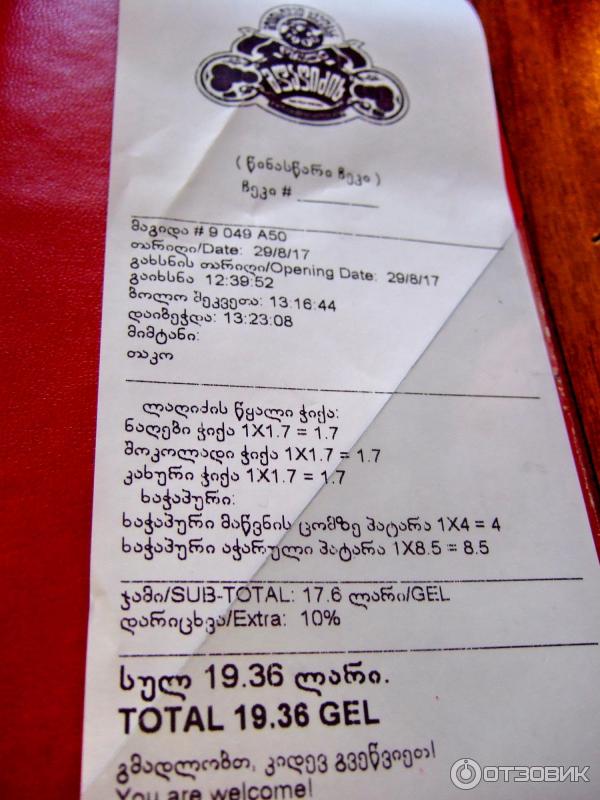 ( წინასწარი ჩეკი )
ჩეკი # ________
მაგიდა # 9 049 A50
თარიღი/Date: 29/8/17
გახსნის თარიღი/Opening Date: 29/8/17
გაიხსნა 12:39:52
ბოლო შეკვეთა: 13:16:44
დაიბეჭდა: 13:23:08
მიმტანი:
თაკო
ლაღიძის წყალი ჭიქა:
ნაღები ჭიქა 1X1.7 = 1.7
შოკოლადი ჭიქა 1X1.7 = 1.7
კახური ჭიქა 1X1.7 = 1.7
ხაჭაპური:
ხაჭაპური მაწვნის ცომზე პატარა 1X4 = 4
ხაჭაპური აჭარული პატარა 1X8.5 = 8.5
ჯამი/SUB-TOTAL: 17.6 ლარი/GEL
დარიცხვა/Extra: 10%
სულ 19.36 ლარი.
TOTAL 19.36 GEL
გმადლობთ, კიდევ გვეწვიეთ!
You are welcome!
ОТЗОВИК